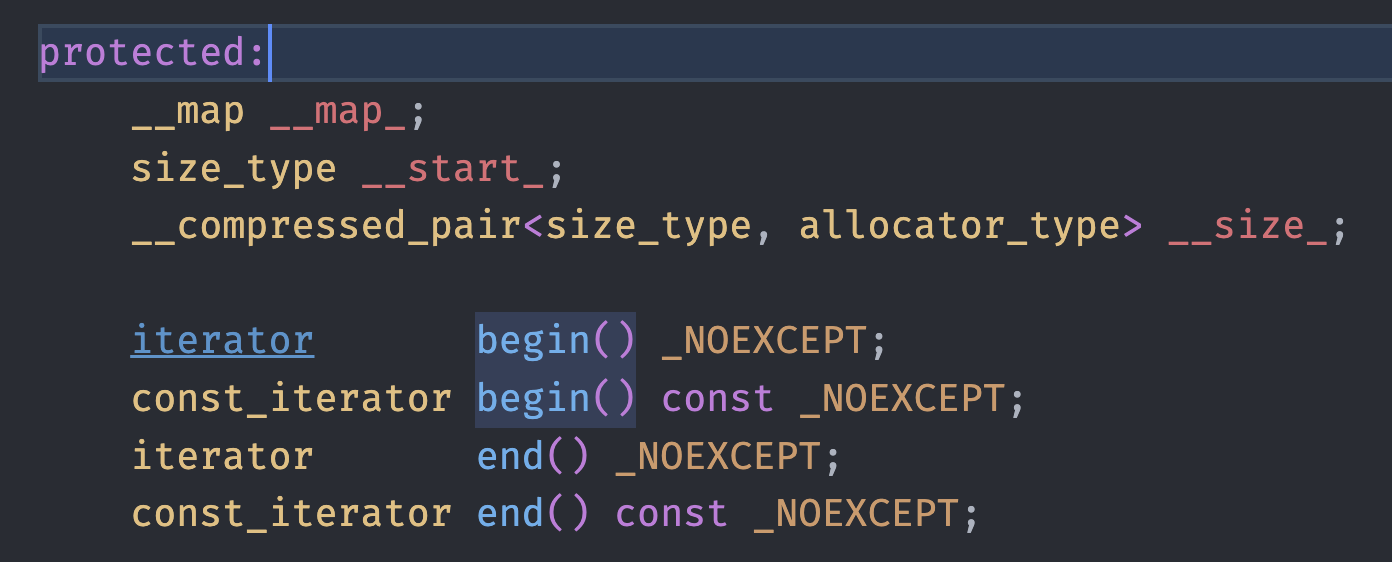 protected:
    __map __map_;
    size_type __start_;
    __compressed_pair<size_type, allocator_type> __size_;

    iterator       begin() _NOEXCEPT;
    const_iterator begin() const _NOEXCEPT;
    iterator       end() _NOEXCEPT;
    const_iterator end() const _NOEXCEPT;